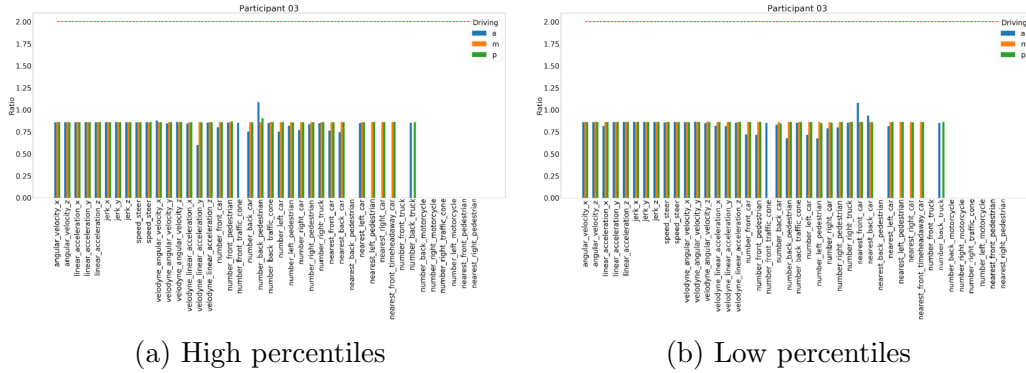 Participant 03
2.00
1.75
1.50
1.25
1.00
0.75
0.50
0.25
0.00
Ratio
Driving
a
m
p
angular_velocity_x
angular_velocity_z
linear_acceleration_x
linear_acceleration_y
linear_acceleration_z
jerk_x
jerk_y
jerk_z
speed_steer
speed_steer
velodyne_angular_velocity_x
velodyne_angular_velocity_y
velodyne_angular_velocity_z
velodyne_linear_acceleration_x
velodyne_linear_acceleration_y
velodyne_linear_acceleration_z
number_front_car
number_front_pedestrian
number_front_traffic_cone
number_back_car
number_back_pedestrian
number_back_traffic_cone
number_left_car
number_left_pedestrian
number_right_car
number_right_pedestrian
number_right_truck
nearest_front_car
nearest_back_car
nearest_back_pedestrian
nearest_left_car
nearest_left_pedestrian
nearest_right_car
nearest_front_timeheadaway_car
number_front_truck
number_back_truck
number_back_motorcycle
number_right_motorcycle
number_right_traffic_cone
number_left_motorcycle
nearest_front_pedestrian
nearest_right_pedestrian
(a) High percentiles
Participant 03
2.00
1.75
1.50
1.25
1.00
0.75
0.50
0.25
0.00
Ratio
Driving
a
m
p
angular_velocity_x
angular_velocity_z
linear_acceleration_x
linear_acceleration_y
linear_acceleration_z
jerk_x
jerk_y
jerk_z
speed_steer
speed_steer
velodyne_angular_velocity_x
velodyne_angular_velocity_y
velodyne_angular_velocity_z
velodyne_linear_acceleration_x
velodyne_linear_acceleration_y
velodyne_linear_acceleration_z
number_front_car
number_front_pedestrian
number_front_traffic_cone
number_back_car
number_back_pedestrian
number_back_traffic_cone
number_left_car
number_left_pedestrian
number_right_car
number_right_pedestrian
number_right_truck
nearest_front_car
nearest_back_car
nearest_back_pedestrian
nearest_left_car
nearest_left_pedestrian
nearest_right_car
nearest_front_timeheadaway_car
number_front_truck
number_back_truck
number_back_motorcycle
number_right_motorcycle
number_right_traffic_cone
number_left_motorcycle
nearest_front_pedestrian
nearest_right_pedestrian
(b) Low percentiles